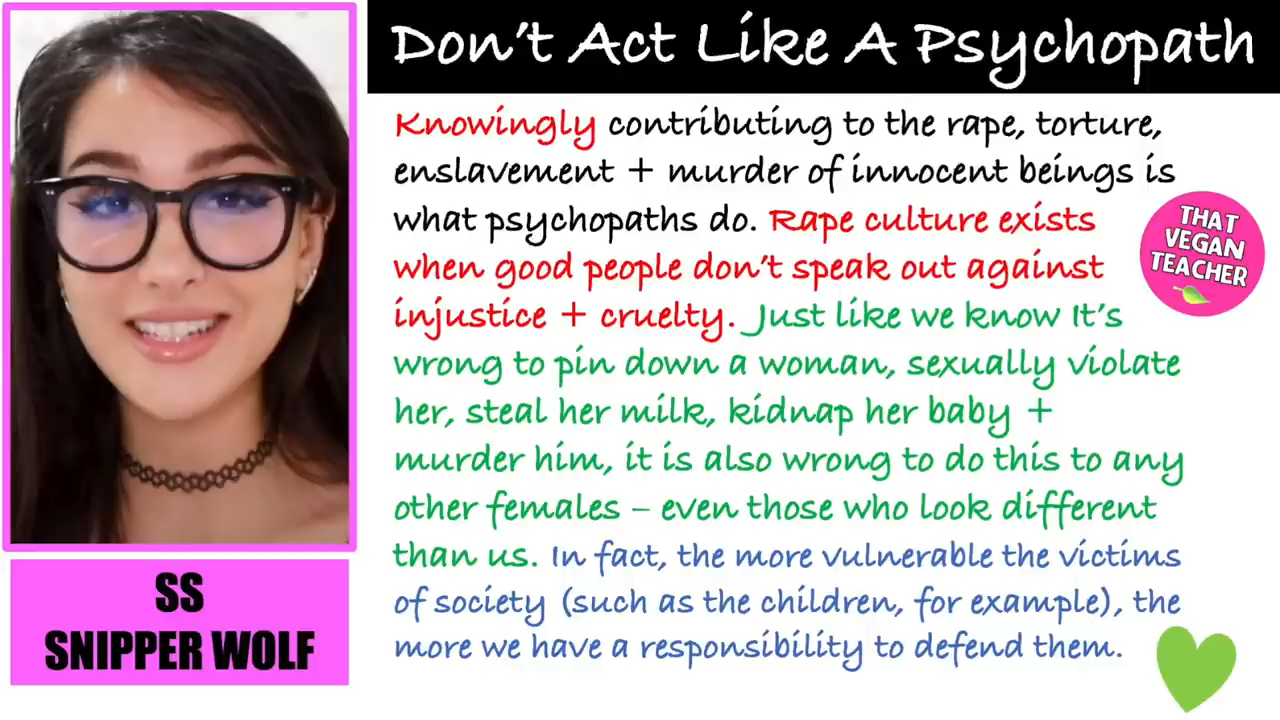 Don't Act Like A Psychopath
Knowingly contributing to the rape, torture,
enslavement + murder of innocent beings is
what psychopaths do. Rape culture exists
when good people don't speak out against
injustice + cruelty. Just like we know It's
wrong to pin down a woman, sexually violate
her, steal her milk, kidnap her baby +
murder him, it is also wrong to do this to any
other females – even those who look different
than us. In fact, the more vulnerable the victims
of society (such as the children, for example), the
more we have a responsibility to defend them.
THAT
VEGAN
TEACHER
SS
SNIPPER WOLF